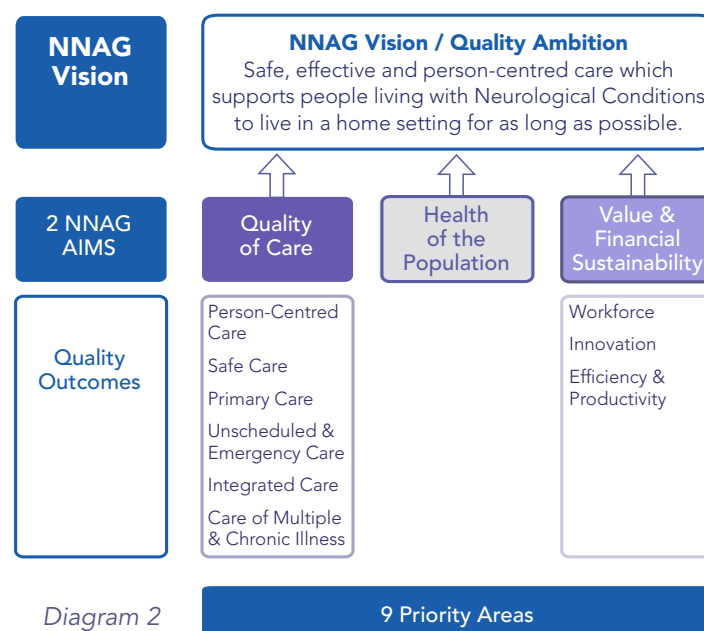 NNAG
Vision
NNAG Vision / Quality Ambition
Safe, effective and person-centred care which
supports people living with Neurological Conditions
to live in a home setting for as long as possible.
2 NNAG
AIMS
Quality
of Care
Health
of the
Population
Value &
Financial
Sustainability
Quality
Outcomes
Person-Centred
Care
Safe Care
Primary Care
Unscheduled &
Emergency Care
Integrated Care
Care of Multiple
& Chronic Illness
Workforce
Innovation
Efficiency &
Productivity
Diagram 2
9 Priority Areas